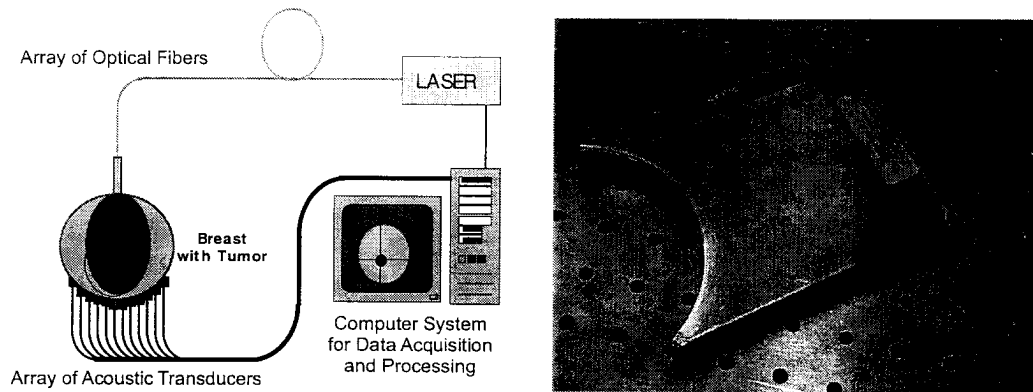 Array of Optical Fibers
LASER
Breast
with Tumor
Computer System
for Data Acquisition
and Processing
Array of Acoustic Transducers